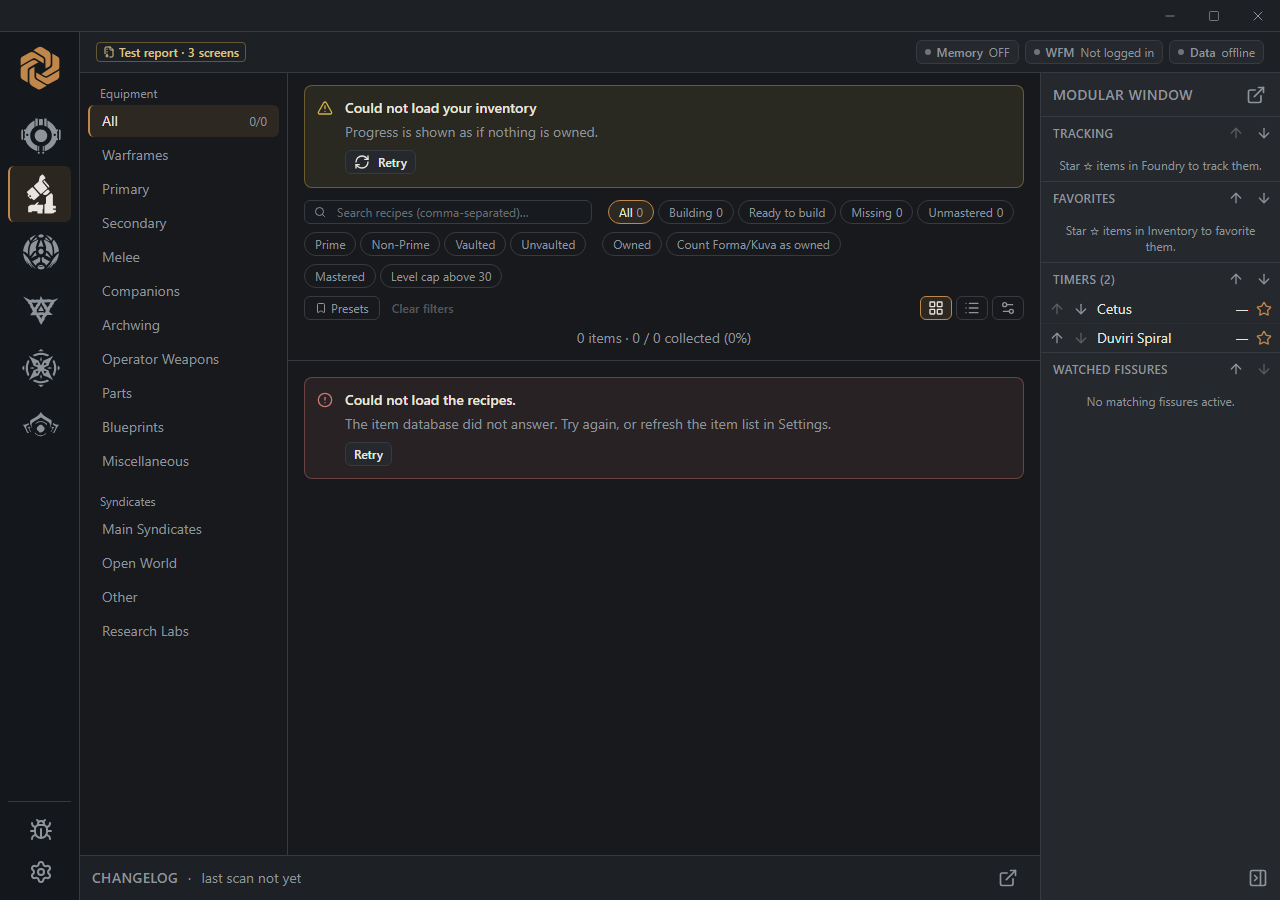 Test report · 3 screens
Memory OFF
WFM Not logged in
Data offline
Equipment
All 0/0
Warframes
Primary
Secondary
Melee
Companions
Archwing
Operator Weapons
Parts
Blueprints
Miscellaneous
Syndicates
Main Syndicates
Open World
Other
Research Labs
Could not load your inventory
Progress is shown as if nothing is owned.
Retry
Search recipes (comma-separated)...
All 0
Building 0
Ready to build
Missing 0
Unmastered 0
Prime
Non-Prime
Vaulted
Unvaulted
Owned
Count Forma/Kuva as owned
Mastered
Level cap above 30
Presets
Clear filters
0 items · 0 / 0 collected (0%)
Could not load the recipes.
The item database did not answer. Try again, or refresh the item list in Settings.
Retry
MODULAR WINDOW
TRACKING
Star ☆ items in Foundry to track them.
FAVORITES
Star ☆ items in Inventory to favorite
them.
TIMERS (2)
Cetus —
Duviri Spiral —
WATCHED FISSURES
No matching fissures active.
CHANGELOG · last scan not yet